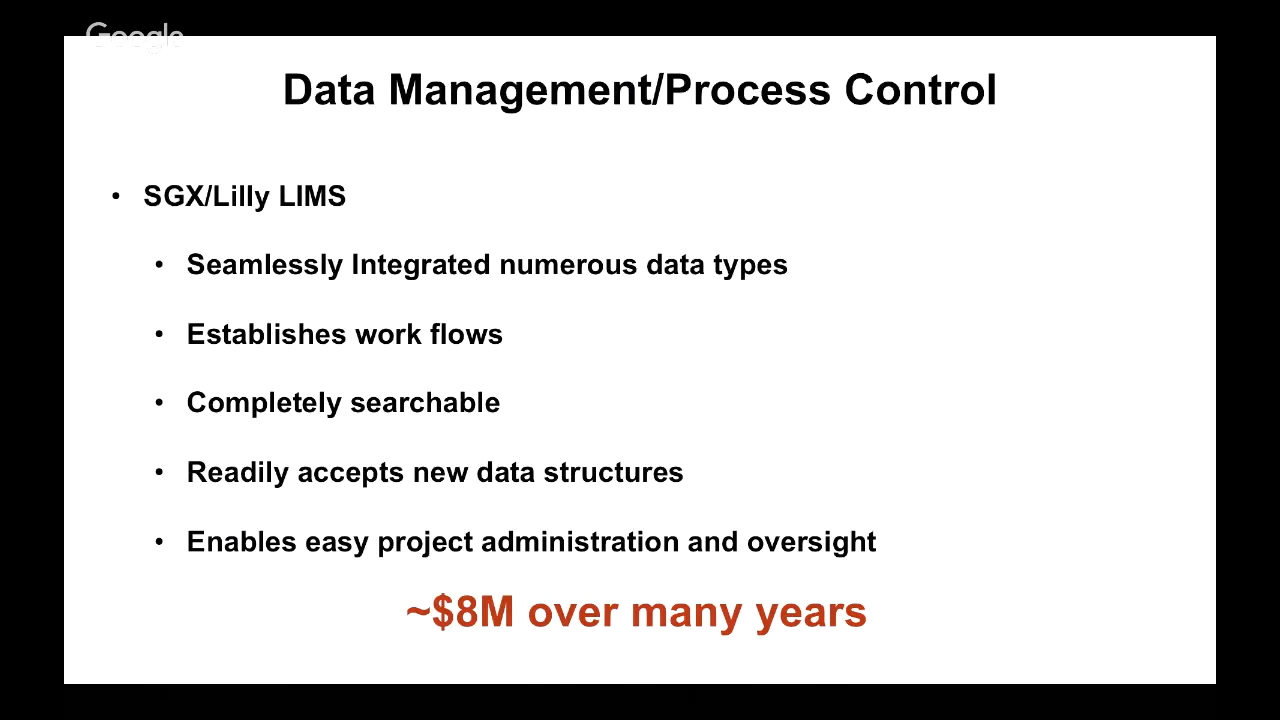 Google
Data Management/Process Control
• SGX/Lilly LIMS
• Seamlessly Integrated numerous data types
• Establishes work flows
• Completely searchable
• Readily accepts new data structures
• Enables easy project administration and oversight
~$8M over many years